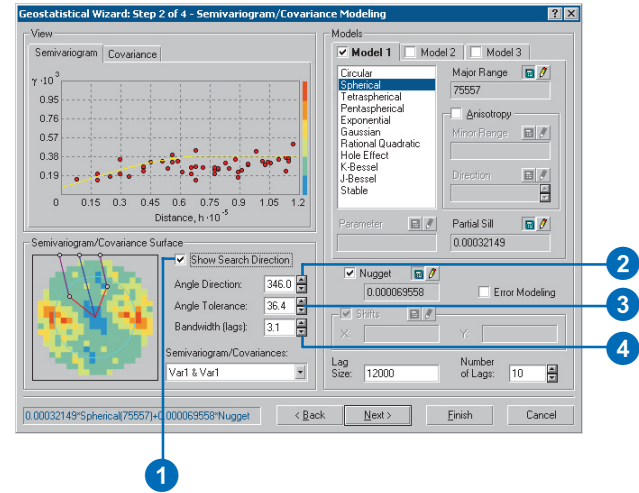 Geostatistical Wizard: Step 2 of 4 - Semivariogram/Covariance Modeling
View
Semivariogram Covariance
γ·10 3
0.95
0.76
0.57
0.38
0.19
0 0.15 0.3 0.45 0.6 0.75 0.9 1.05 1.2
Distance, h·10 -5
Semivariogram/Covariance Surface
Show Search Direction
Angle Direction: 346.0
Angle Tolerance: 36.4
Bandwidth (lags): 3.1
Semivariogram/Covariances:
Var1 & Var1
Models
Model 1 Model 2 Model 3
Circular
Spherical
Tetraspherical
Pentaspherical
Exponential
Gaussian
Rational Quadratic
Hole Effect
K-Bessel
J-Bessel
Stable
Major Range
75557
Anisotropy
Minor Range
Direction
Parameter
Partial Sill
0.00032149
Nugget
0.000069558
Error Modeling
Shifts
X: Y:
Lag Size: 12000
Number of Lags: 10
0.00032149*Spherical(75557)+0.000069558*Nugget
< Back Next > Finish Cancel
1
2
3
4